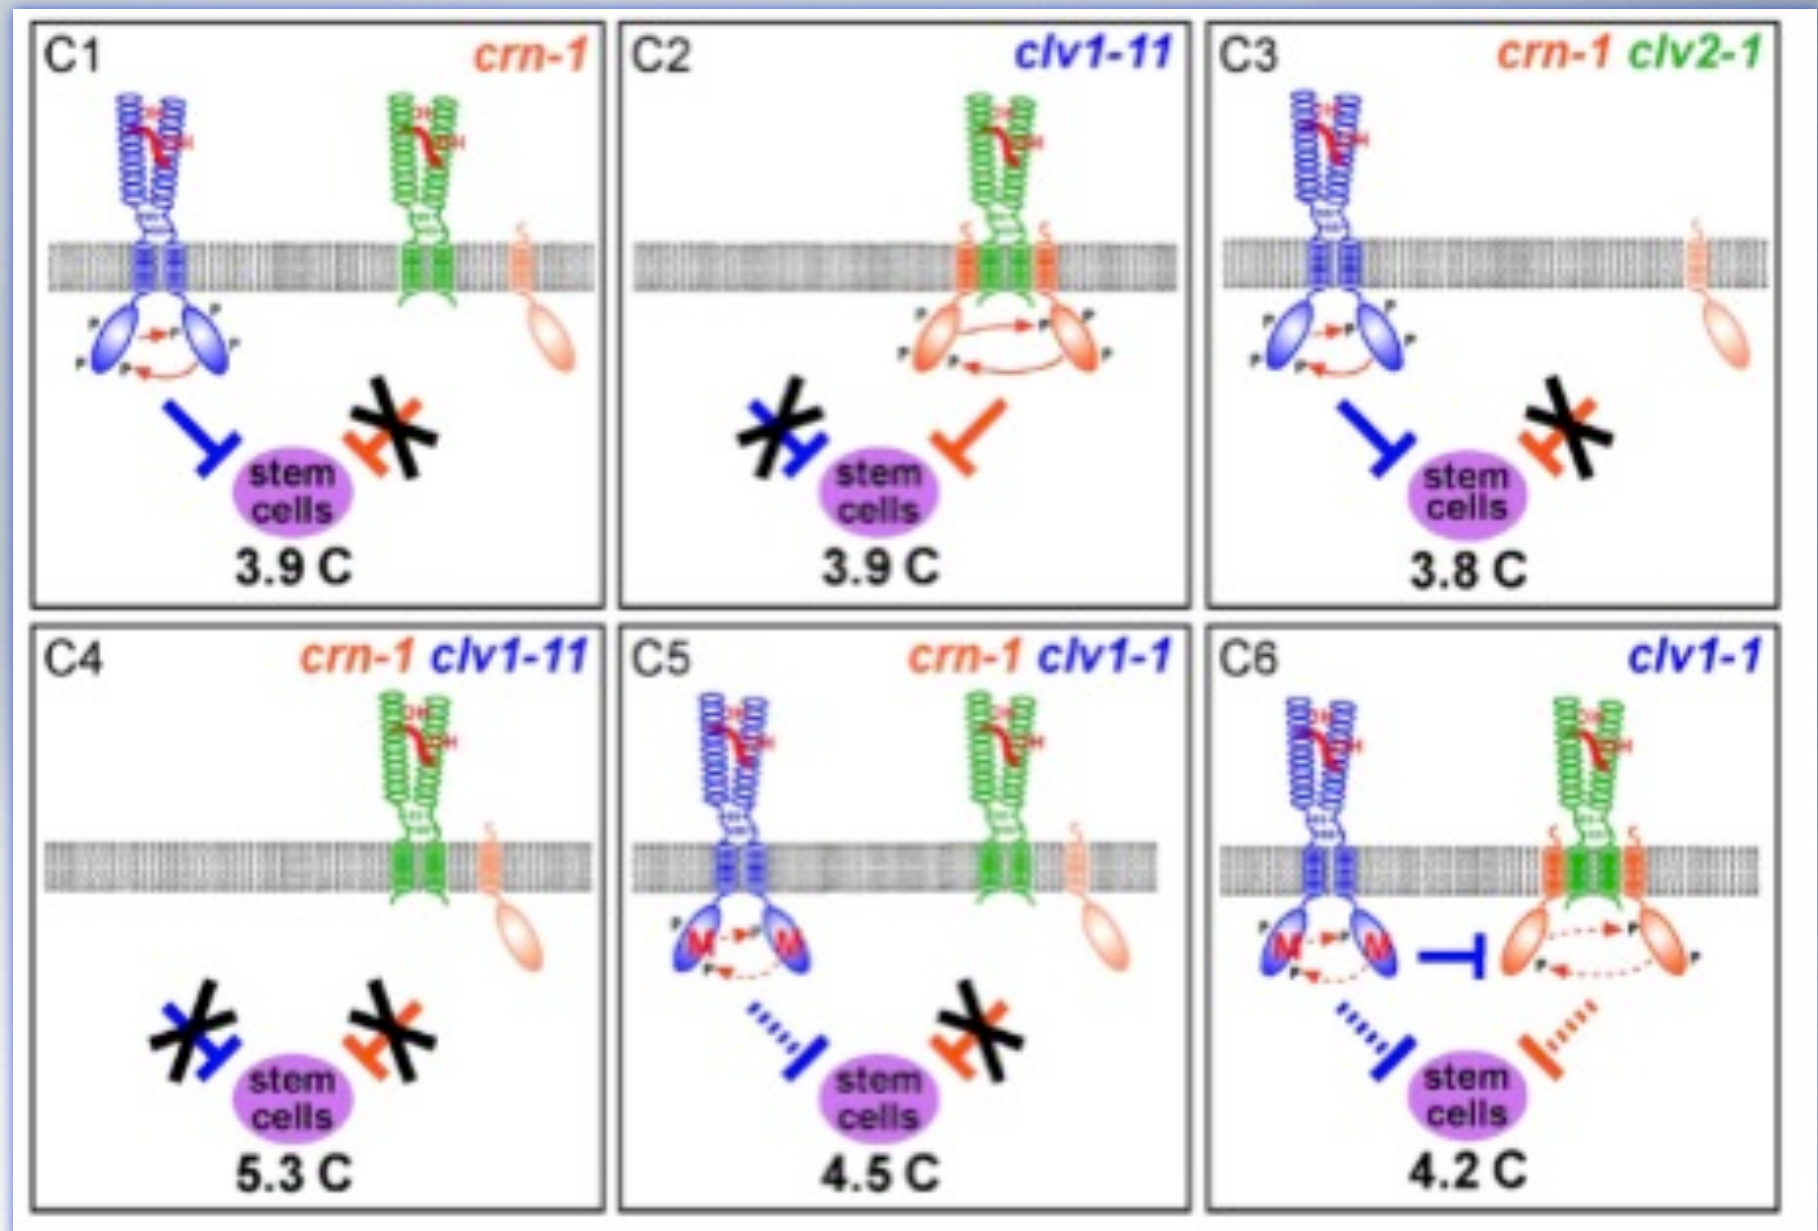 C1 crn-1
stem
cells
3.9 C
C2 clv1-11
stem
cells
3.9 C
C3 crn-1 clv2-1
stem
cells
3.8 C
C4 crn-1 clv1-11
stem
cells
5.3 C
C5 crn-1 clv1-1
M M
stem
cells
4.5 C
C6 clv1-1
M M
stem
cells
4.2 C